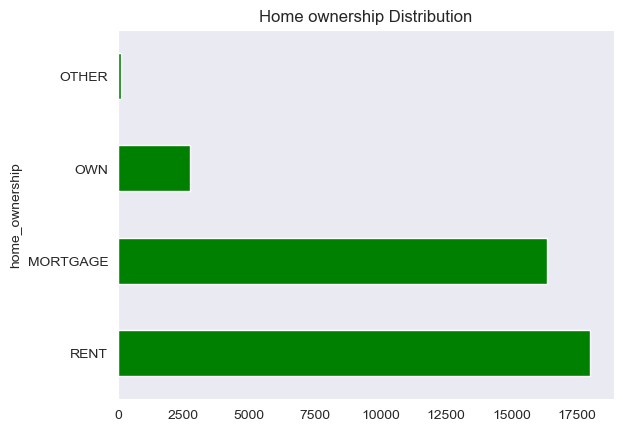 Home ownership Distribution
home_ownership
OTHER
OWN
MORTGAGE
RENT
0 2500 5000 7500 10000 12500 15000 17500